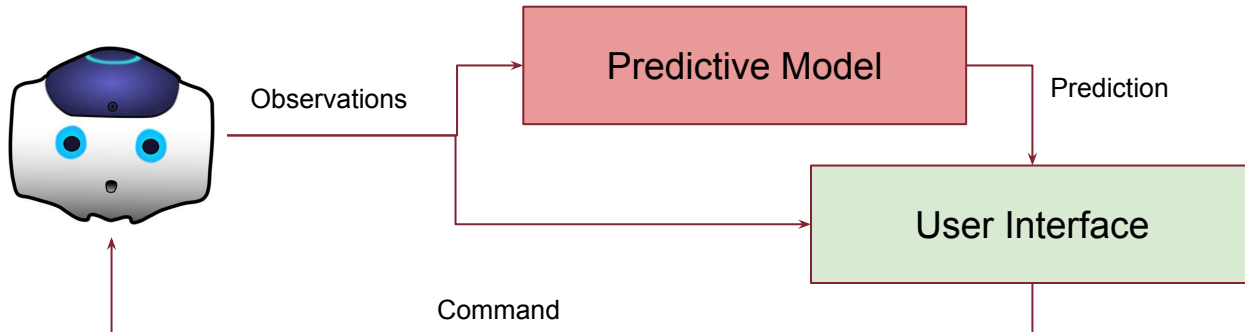 Predictive Model
Observations
Prediction
User Interface
Command